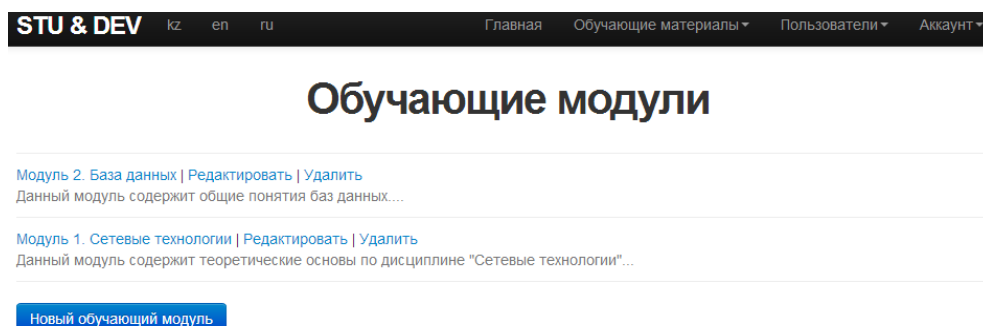 STU & DEV kz en ru Главная Обучающие материалы Пользователи Аккаунт
Обучающие модули
Модуль 2. База данных | Редактировать | Удалить
Данный модуль содержит общие понятия баз данных....
Модуль 1. Сетевые технологии | Редактировать | Удалить
Данный модуль содержит теоретические основы по дисциплине "Сетевые технологии"...
Новый обучающий модуль